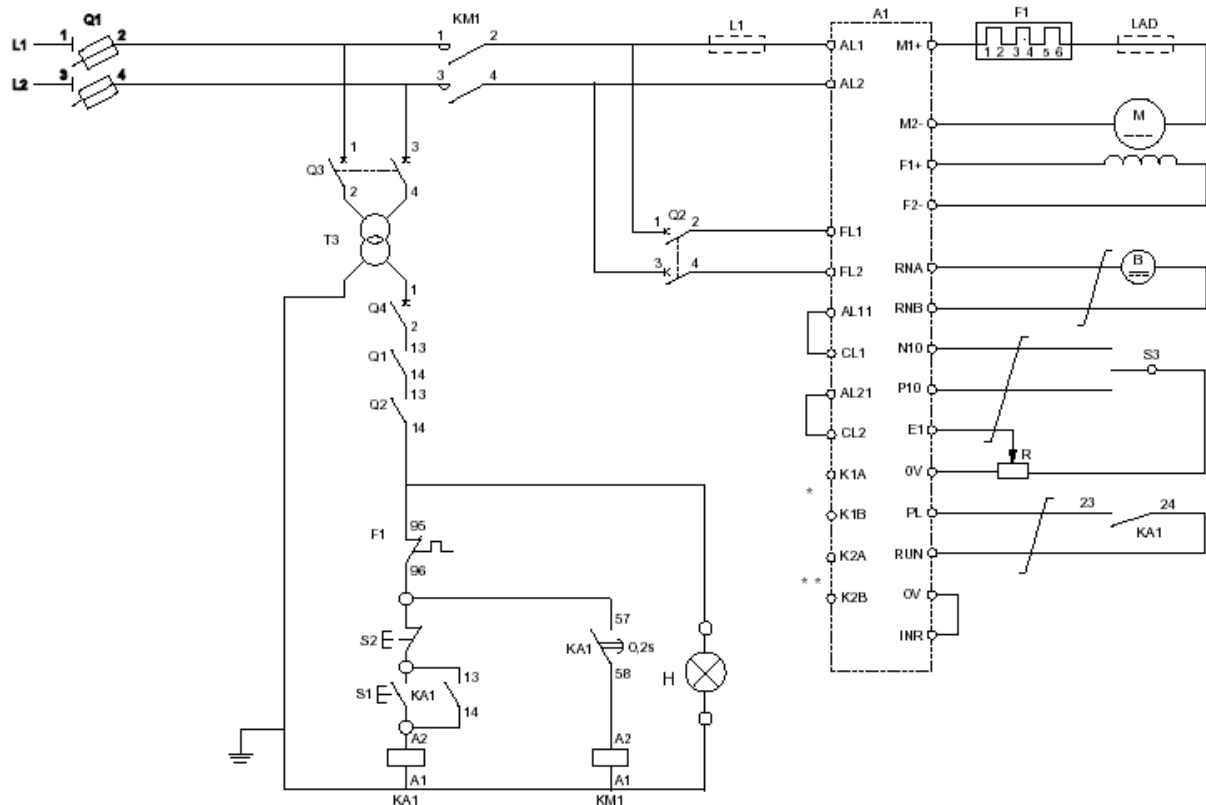 Q1 KM1 A1 F1
L1 1 2 1 2 L1 AL1 M1+ 1 2 3 4 5 6 LAD
L2 3 4 3 4 AL2
M2- M
F1+
1 3
Q3
2 4
F2-
Q2
1 2 FL1
T3
3 4 FL2
RNA B
1
Q4
2
AL11 RNB
13
Q1
14
CL1 N10 S3
13
Q2
14
AL21 P10
CL2 E1
R
K1A 0V
*
K1B PL 23 24
KA1
95
F1
96
K2A RUN
* *
K2B 0V
57
S2 KA1 0,2s
58
INR
H
13
S1 KA1
14
A2 A2
A1 A1
KA1 KM1